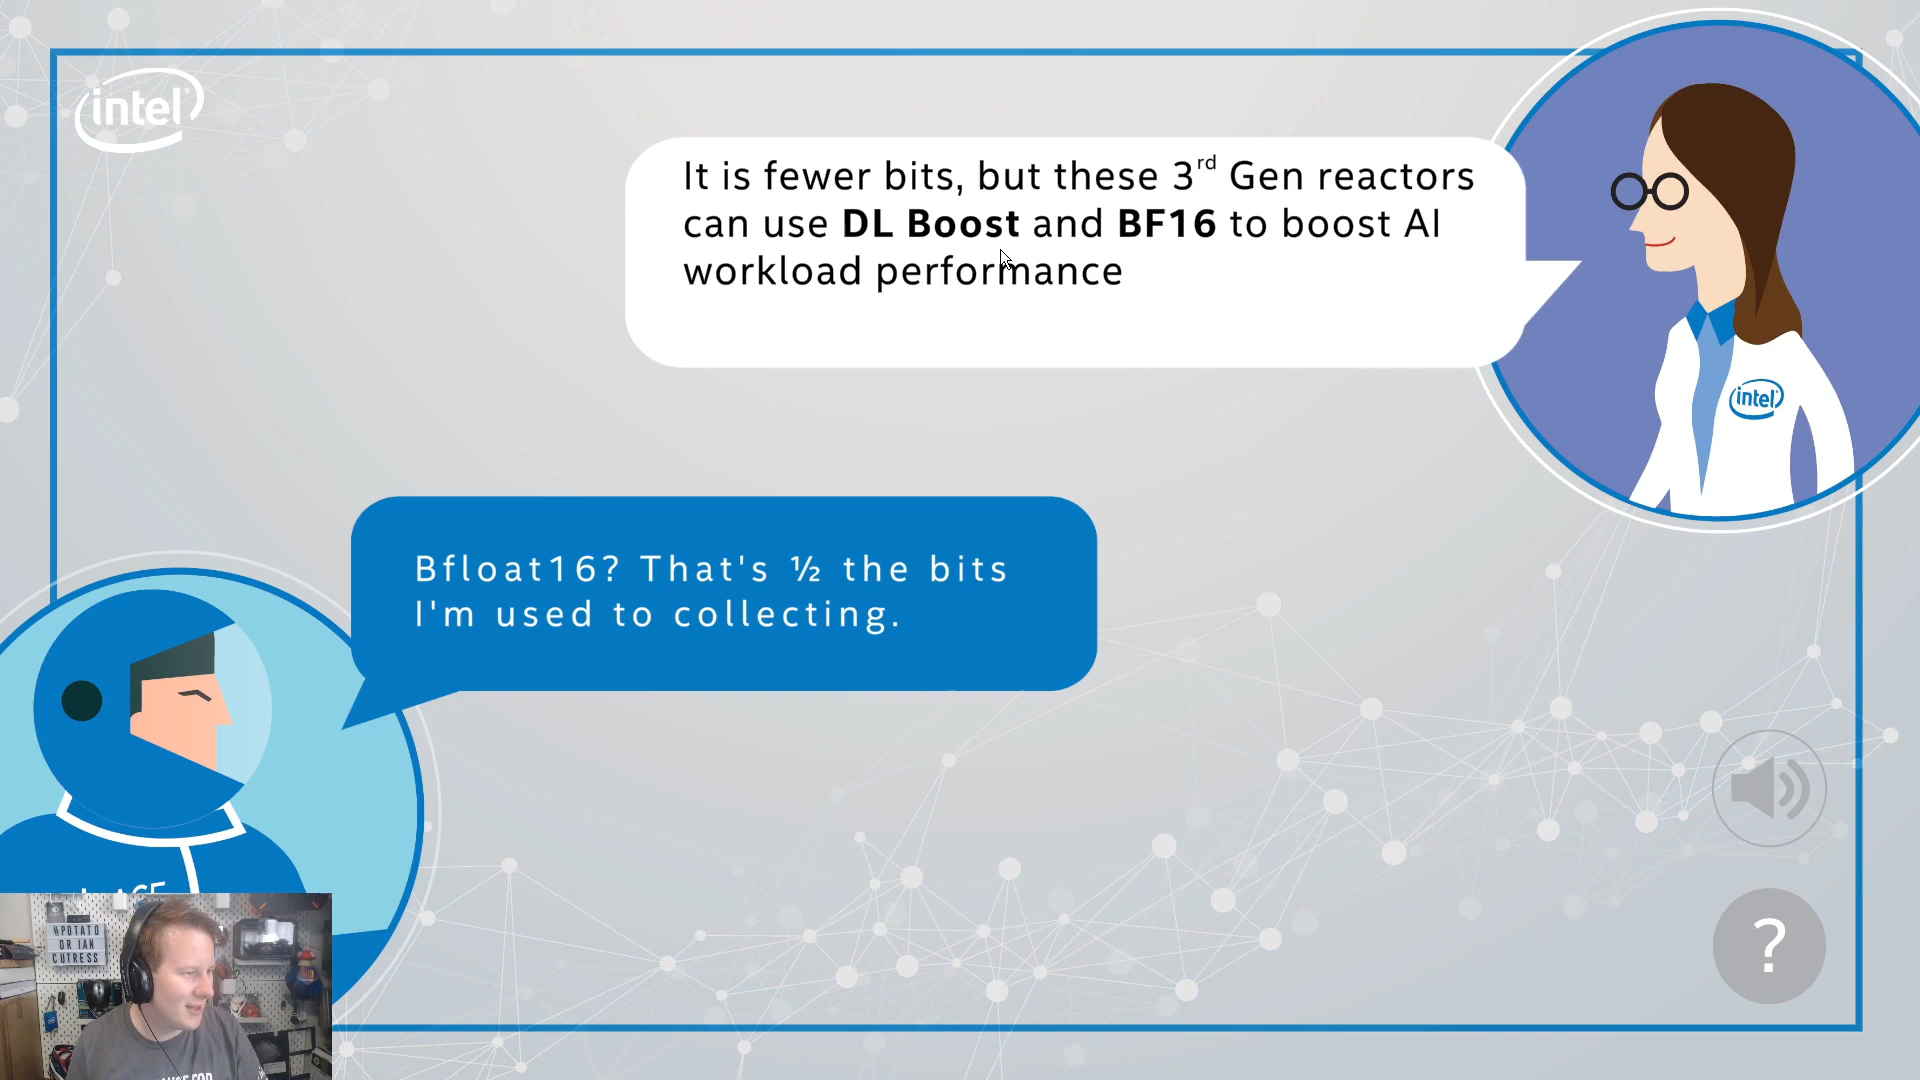 intel
It is fewer bits, but these 3rd Gen reactors
can use DL Boost and BF16 to boost AI
workload performance
intel
Bfloat16? That's ½ the bits
I'm used to collecting.
?
#POTATO
DR IAN
CUTRESS